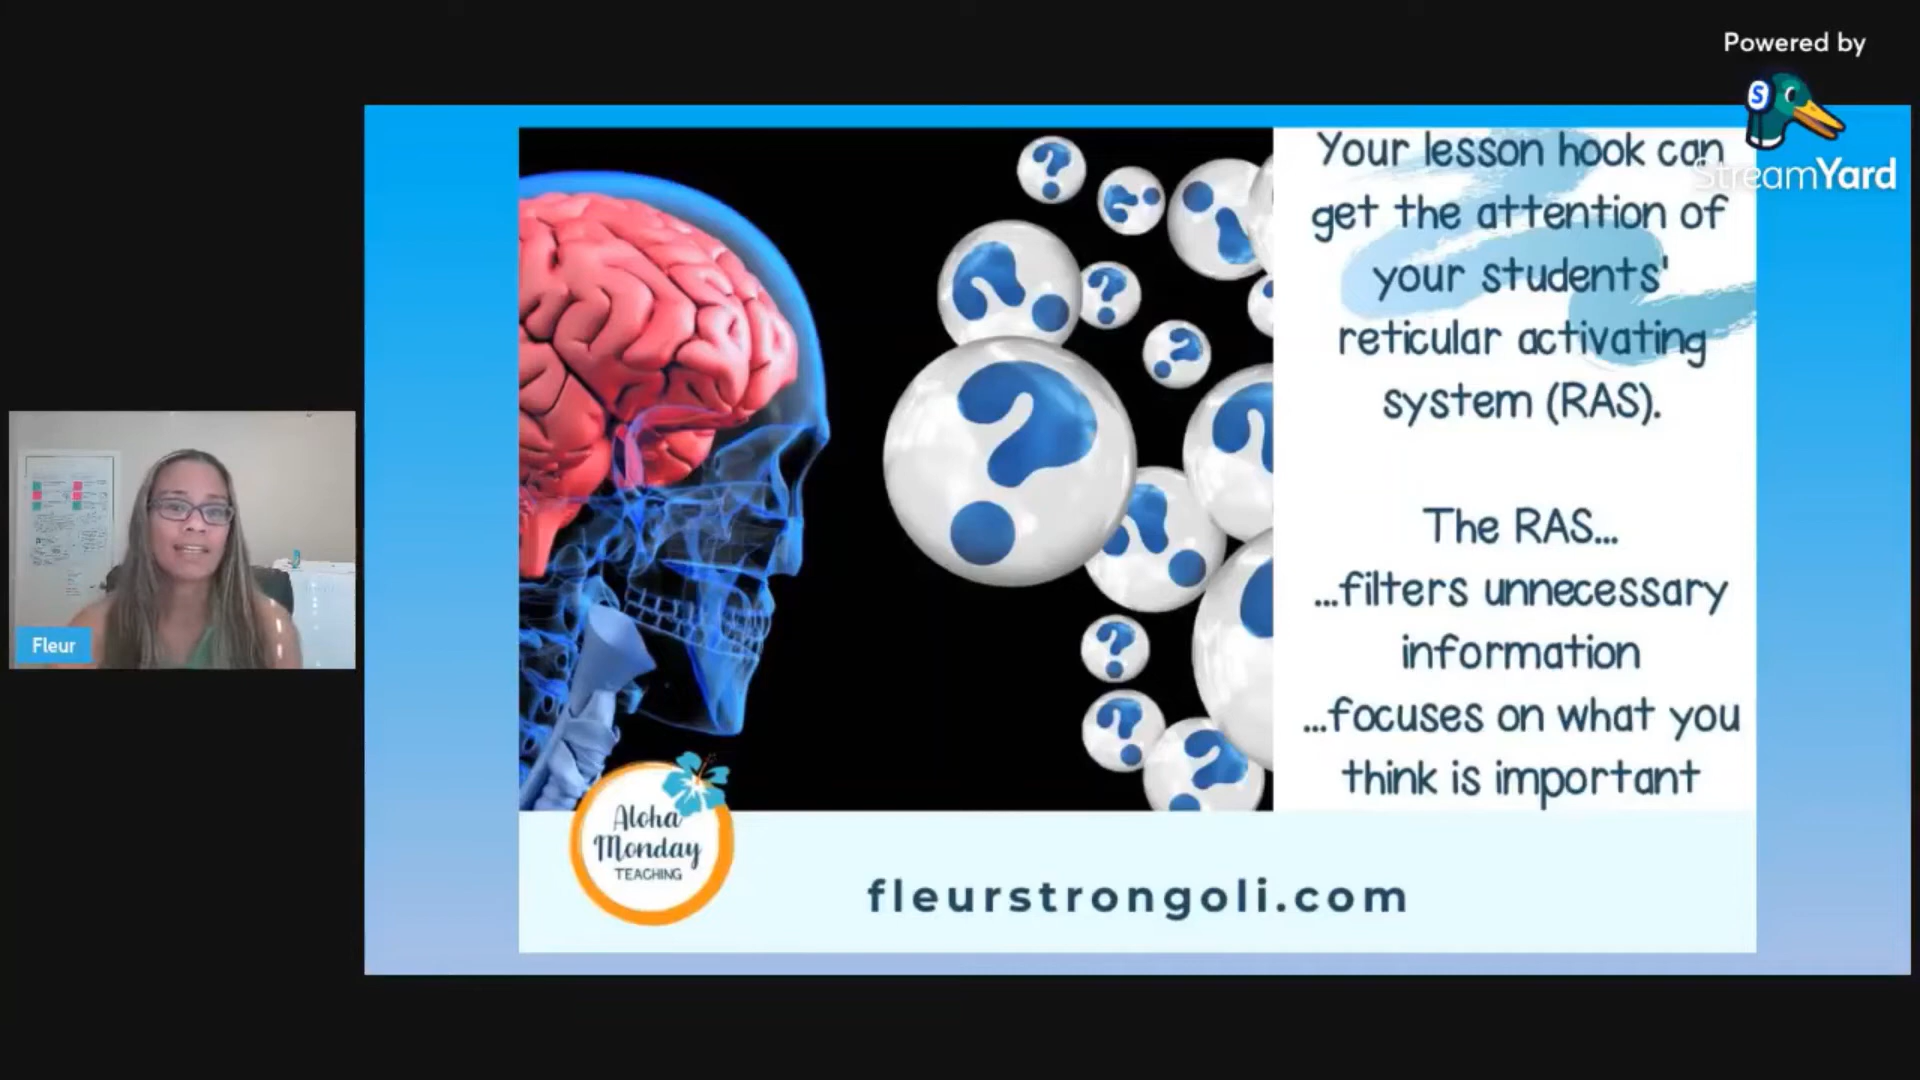 Powered by
StreamYard
Your lesson hook can
get the attention of
your students'
reticular activating
system (RAS).
The RAS...
...filters unnecessary
information
...focuses on what you
think is important
Fleur
Aloha
Monday
TEACHING
fleurstrongoli.com